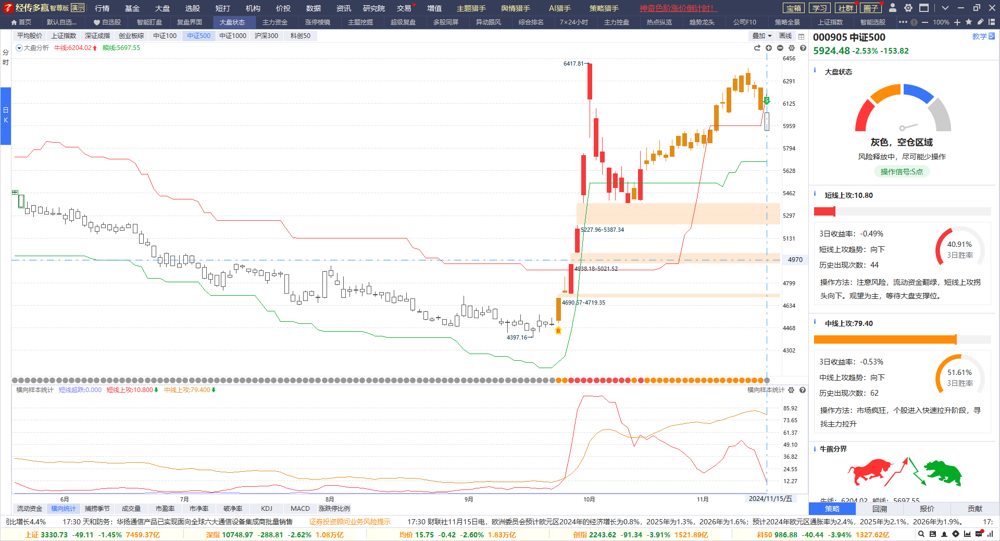 经传多赢 智尊版 演示 行情 基金 大盘 选股 短打 机构 价投 数据 资讯 研究院 交易 增值 主题猎手 舆情猎手 AI猎手 策略猎手 神奇色阶涨价倒计时！ 宝箱 学习 社群 圈子
首页 默认自选... 自选股 智能盯盘 复盘界面 大盘状态 主力资金 涨停棱镜 主题挖掘 超级复盘 多股同屏 异动跟风 综合排名 7×24小时 主力控盘 热点纵览 趋势龙头 公司F10 策略全景 上证指数 智能选股 100%
平均股价 上证指数 深证成指 创业板综 中证100 中证500 中证1000 沪深300 科创50 叠加 画线
大盘分析 牛线:6204.02 熊线:5697.55
分时
日K
6417.81
5227.96-5387.34
4938.18-5021.52
4690.57-4719.35
4397.16
B
S
6456
6291
6125
5959
5794
5628
5462
5297
5131
4970
4799
4634
4468
4302
横向样本统计 短线超跌:0.000 短线上攻:10.800 中线上攻:79.400 横向样本统计
85.92
73.65
61.37
49.10
36.82
24.55
12.27
6月 7月 8月 9月 10月 11月 2024/11/15/五
流动资金 横向统计 捕捞季节 成交量 市盈率 市净率 破净率 KDJ MACD 涨跌停比例
000905 中证500 教学
5924.48 -2.53% -153.82
大盘状态
灰色，空仓区域
风险释放中，尽可能少操作
操作信号:S点
短线上攻:10.80
3日收益率：-0.49%
短线上攻趋势：向下
历史出现次数：44
40.91%
3日胜率
操作方法：注意风险，流动资金翻绿，短线上攻拐头向下。观望为主，等待大盘支撑位。
中线上攻:79.40
3日收益率：-0.53%
中线上攻趋势：向下
历史出现次数：62
51.61%
3日胜率
操作方法：市场疯狂，个股进入快速拉升阶段，寻找主力拉升
牛熊分界
牛线：6204.02 熊线：5697.55
策略 回溯 报价 贡献
比增长4.4% 17:30 天和防务：华扬通信产品已实现面向全球六大通信设备集成商批量销售 证券投资顾问业务风险提示 17:30 财联社11月15日电，欧洲委员会预计欧元区2024年的经济增长为0.8%，2025年为1.3%，2026年为1.6%；预计2024年欧元区通胀率为2.4%，2025年为2.1%，2026年为1.9%。 17:
上证 3330.73 -49.11 -1.45% 7459.37亿 深指 10748.97 -288.81 -2.62% 1.08万亿 均价 15.75 -0.42 -2.60% 1.83万亿 创指 2243.62 -91.34 -3.91% 1521.89亿 科50 986.88 -40.44 -3.94% 1327.62亿